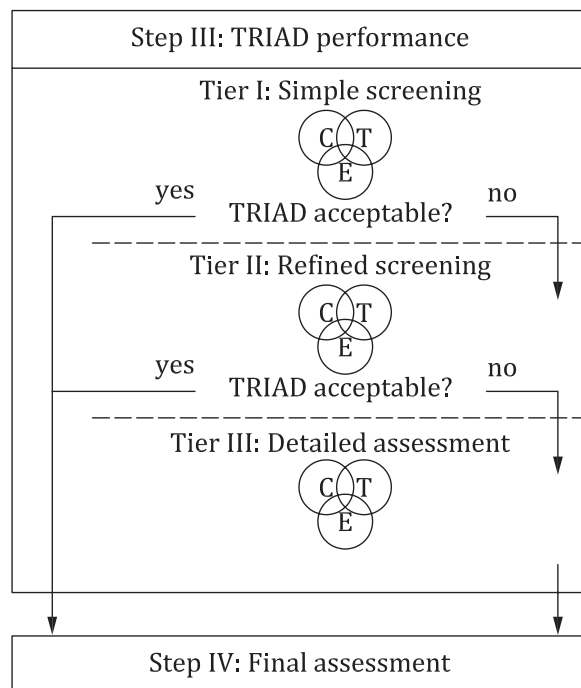 Step III: TRIAD performance
Tier I: Simple screening
C T
E
yes TRIAD acceptable? no
Tier II: Refined screening
C T
E
yes TRIAD acceptable? no
Tier III: Detailed assessment
C T
E
Step IV: Final assessment